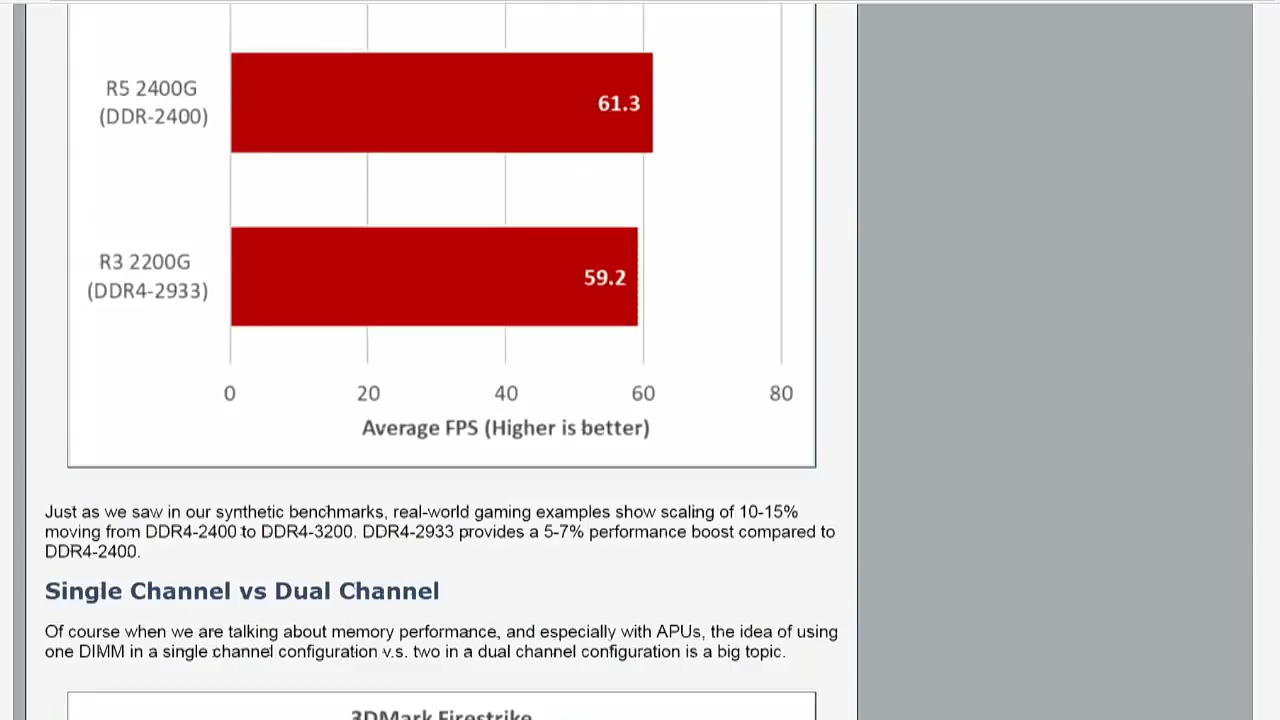 R5 2400G
(DDR-2400)
61.3
R3 2200G
(DDR4-2933)
59.2
0 20 40 60 80
Average FPS (Higher is better)
Just as we saw in our synthetic benchmarks, real-world gaming examples show scaling of 10-15%
moving from DDR4-2400 to DDR4-3200. DDR4-2933 provides a 5-7% performance boost compared to
DDR4-2400.
Single Channel vs Dual Channel
Of course when we are talking about memory performance, and especially with APUs, the idea of using
one DIMM in a single channel configuration v.s. two in a dual channel configuration is a big topic.
3DMark Firestrike